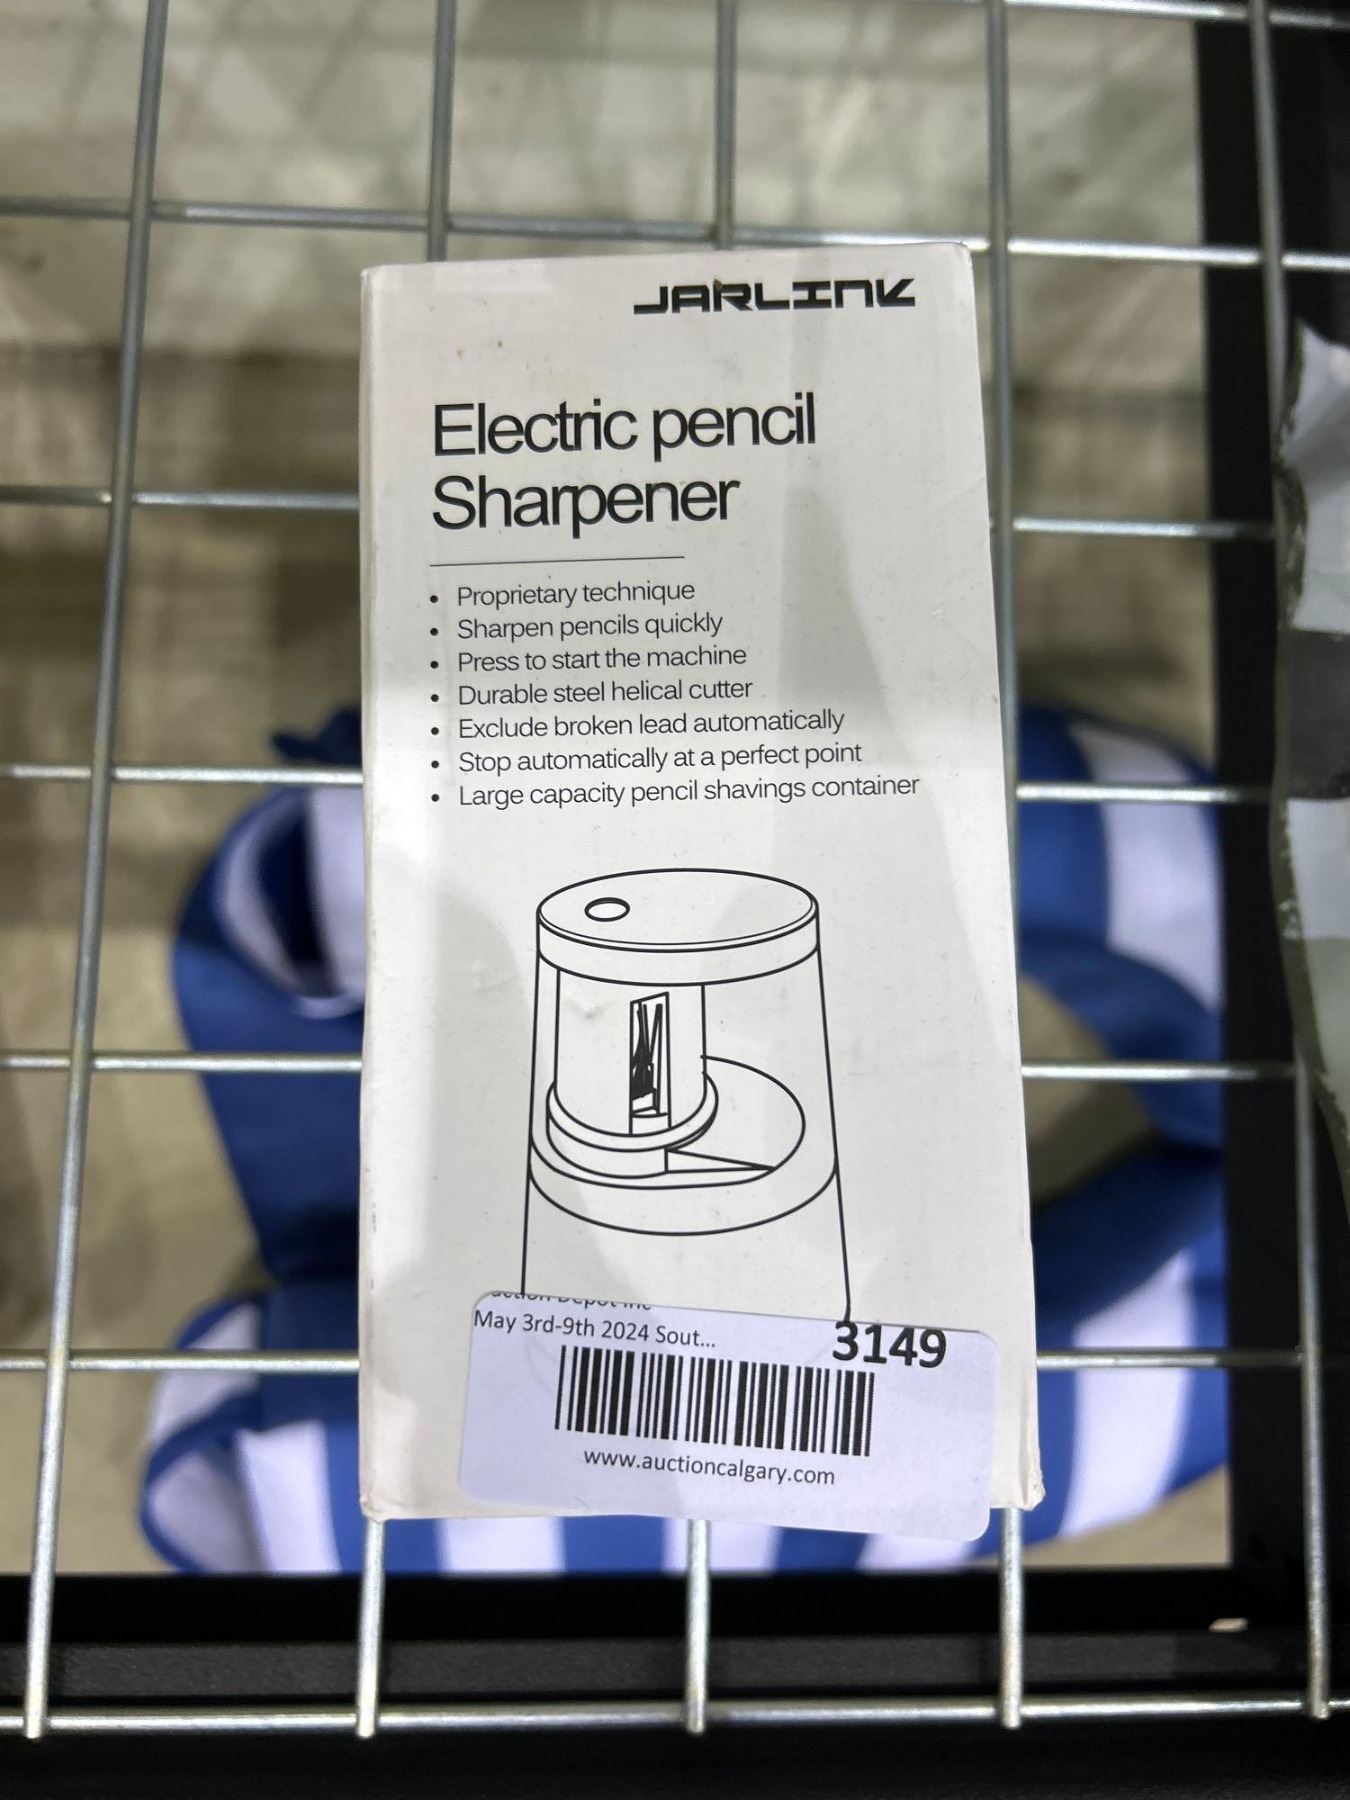 JARLINK
Electric pencil
Sharpener
• Proprietary technique
• Sharpen pencils quickly
• Press to start the machine
• Durable steel helical cutter
• Exclude broken lead automatically
• Stop automatically at a perfect point
• Large capacity pencil shavings container
Depot Inc
May 3rd-9th 2024 Sout...
3149
www.auctioncalgary.com